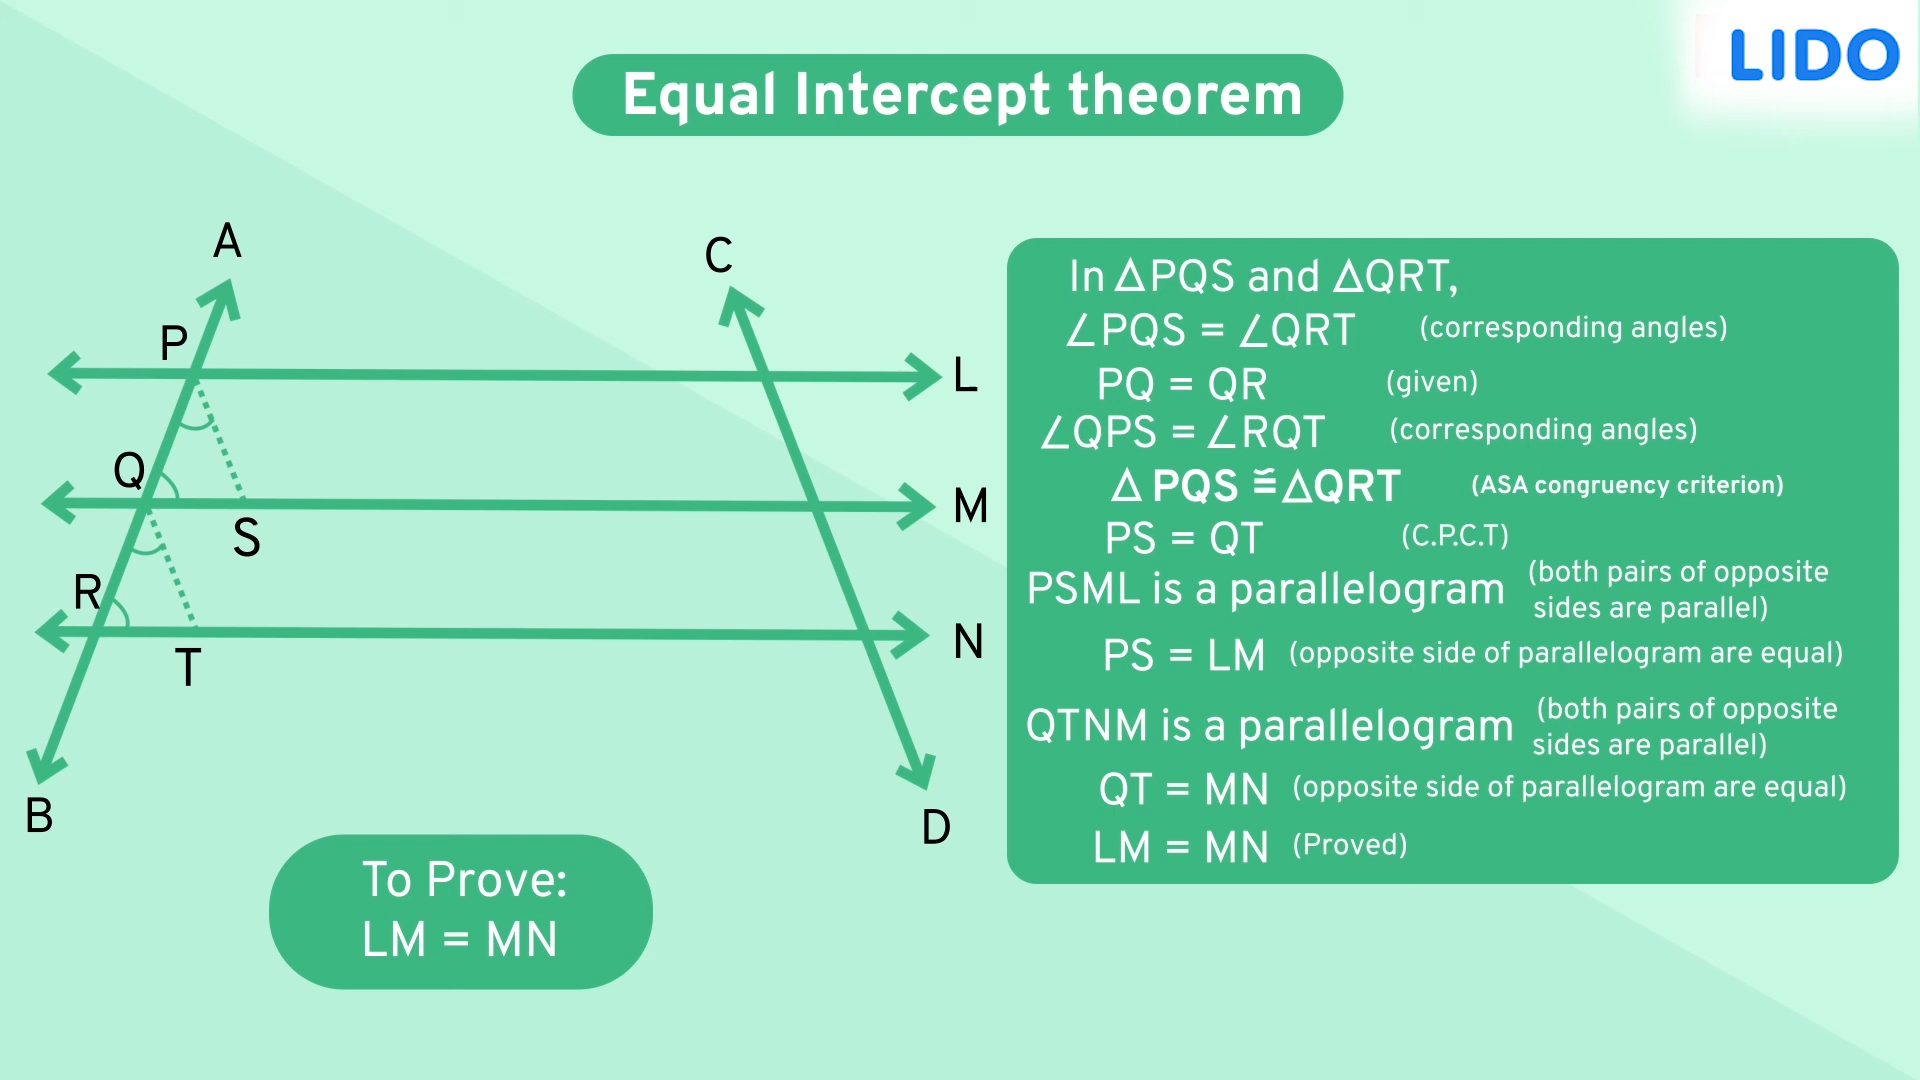 LIDO
Equal Intercept theorem
A
C
P
L
Q
M
S
R
N
T
B
D
To Prove:
LM = MN
In ΔPQS and ΔQRT,
∠PQS = ∠QRT (corresponding angles)
PQ = QR (given)
∠QPS = ∠RQT (corresponding angles)
Δ PQS ≅ ΔQRT (ASA congruency criterion)
PS = QT (C.P.C.T)
PSML is a parallelogram (both pairs of opposite
sides are parallel)
PS = LM (opposite side of parallelogram are equal)
QTNM is a parallelogram (both pairs of opposite
sides are parallel)
QT = MN (opposite side of parallelogram are equal)
LM = MN (Proved)